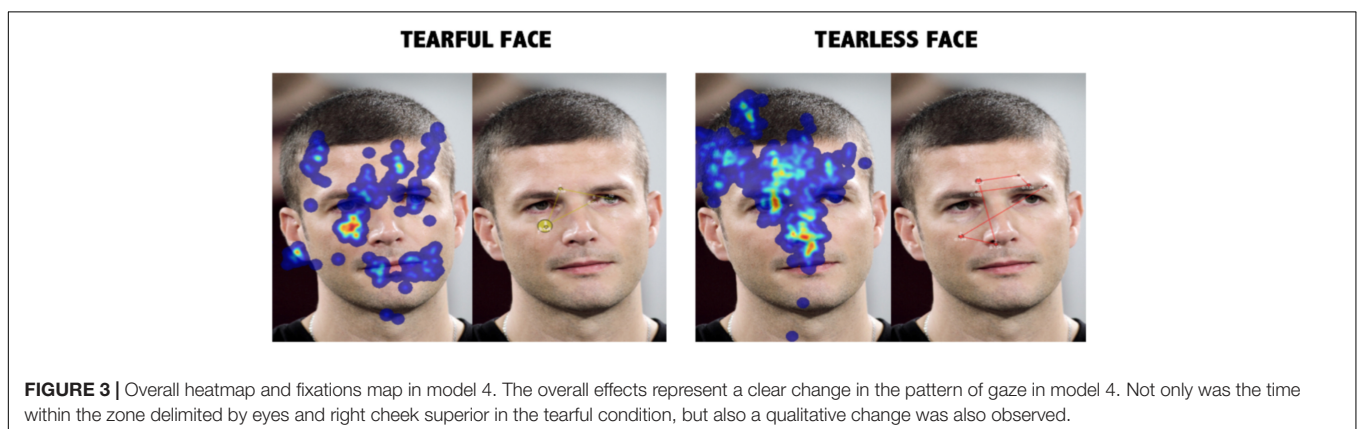 TEARFUL FACE TEARLESS FACE
FIGURE 3 | Overall heatmap and fixations map in model 4. The overall effects represent a clear change in the pattern of gaze in model 4. Not only was the time
within the zone delimited by eyes and right cheek superior in the tearful condition, but also a qualitative change was also observed.